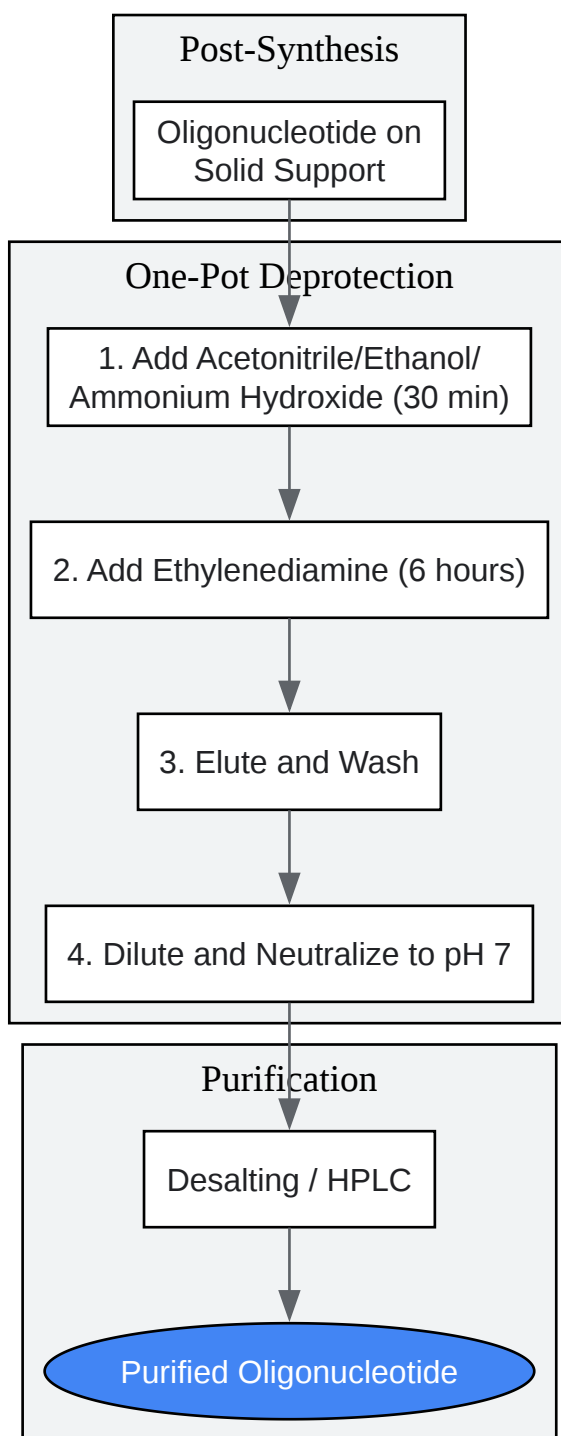 Post-Synthesis
Oligonucleotide on
Solid Support
One-Pot Deprotection
1. Add Acetonitrile/Ethanol/
Ammonium Hydroxide (30 min)
2. Add Ethylenediamine (6 hours)
3. Elute and Wash
4. Dilute and Neutralize to pH 7
Purification
Desalting / HPLC
Purified Oligonucleotide